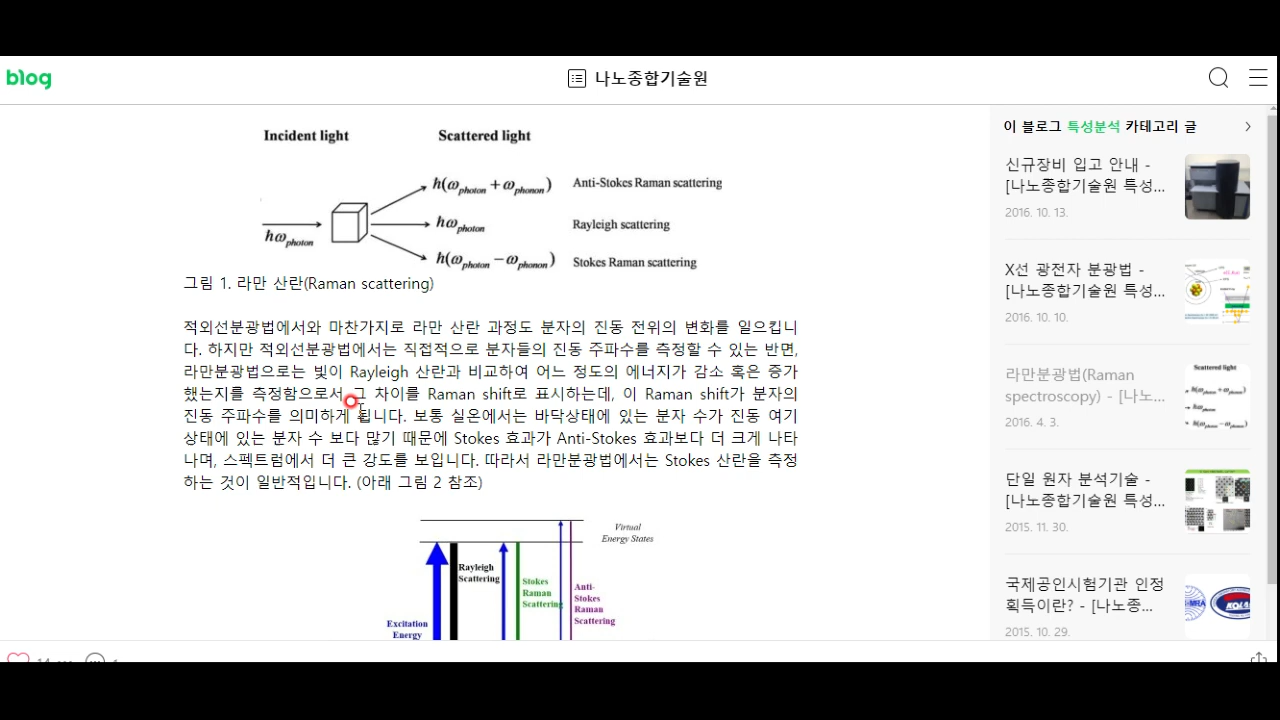 blog
나노종합기술원
Incident light
Scattered light
ħω photon
ħ(ω photon + ω phonon)
Anti-Stokes Raman scattering
ħω photon
Rayleigh scattering
ħ(ω photon − ω phonon)
Stokes Raman scattering
그림 1. 라만 산란(Raman scattering)
적외선분광법에서와 마찬가지로 라만 산란 과정도 분자의 진동 전위의 변화를 일으킵니
다. 하지만 적외선분광법에서는 직접적으로 분자들의 진동 주파수를 측정할 수 있는 반면,
라만분광법으로는 빛이 Rayleigh 산란과 비교하여 어느 정도의 에너지가 감소 혹은 증가
했는지를 측정함으로서 그 차이를 Raman shift로 표시하는데, 이 Raman shift가 분자의
진동 주파수를 의미하게 됩니다. 보통 실온에서는 바닥상태에 있는 분자 수가 진동 여기
상태에 있는 분자 수 보다 많기 때문에 Stokes 효과가 Anti-Stokes 효과보다 더 크게 나타
나며, 스펙트럼에서 더 큰 강도를 보입니다. 따라서 라만분광법에서는 Stokes 산란을 측정
하는 것이 일반적입니다. (아래 그림 2 참조)
Virtual
Energy States
Rayleigh
Scattering
Stokes
Raman
Scattering
Anti-
Stokes
Raman
Scattering
Excitation
Energy
이 블로그 특성분석 카테고리 글
신규장비 입고 안내 -
[나노종합기술원 특성...
2016. 10. 13.
X선 광전자 분광법 -
[나노종합기술원 특성...
2016. 10. 10.
라만분광법(Raman
spectroscopy) - [나노...
2016. 4. 3.
Scattered light
단일 원자 분석기술 -
[나노종합기술원 특성...
2015. 11. 30.
국제공인시험기관 인정
획득이란? - [나노종...
2015. 10. 29.